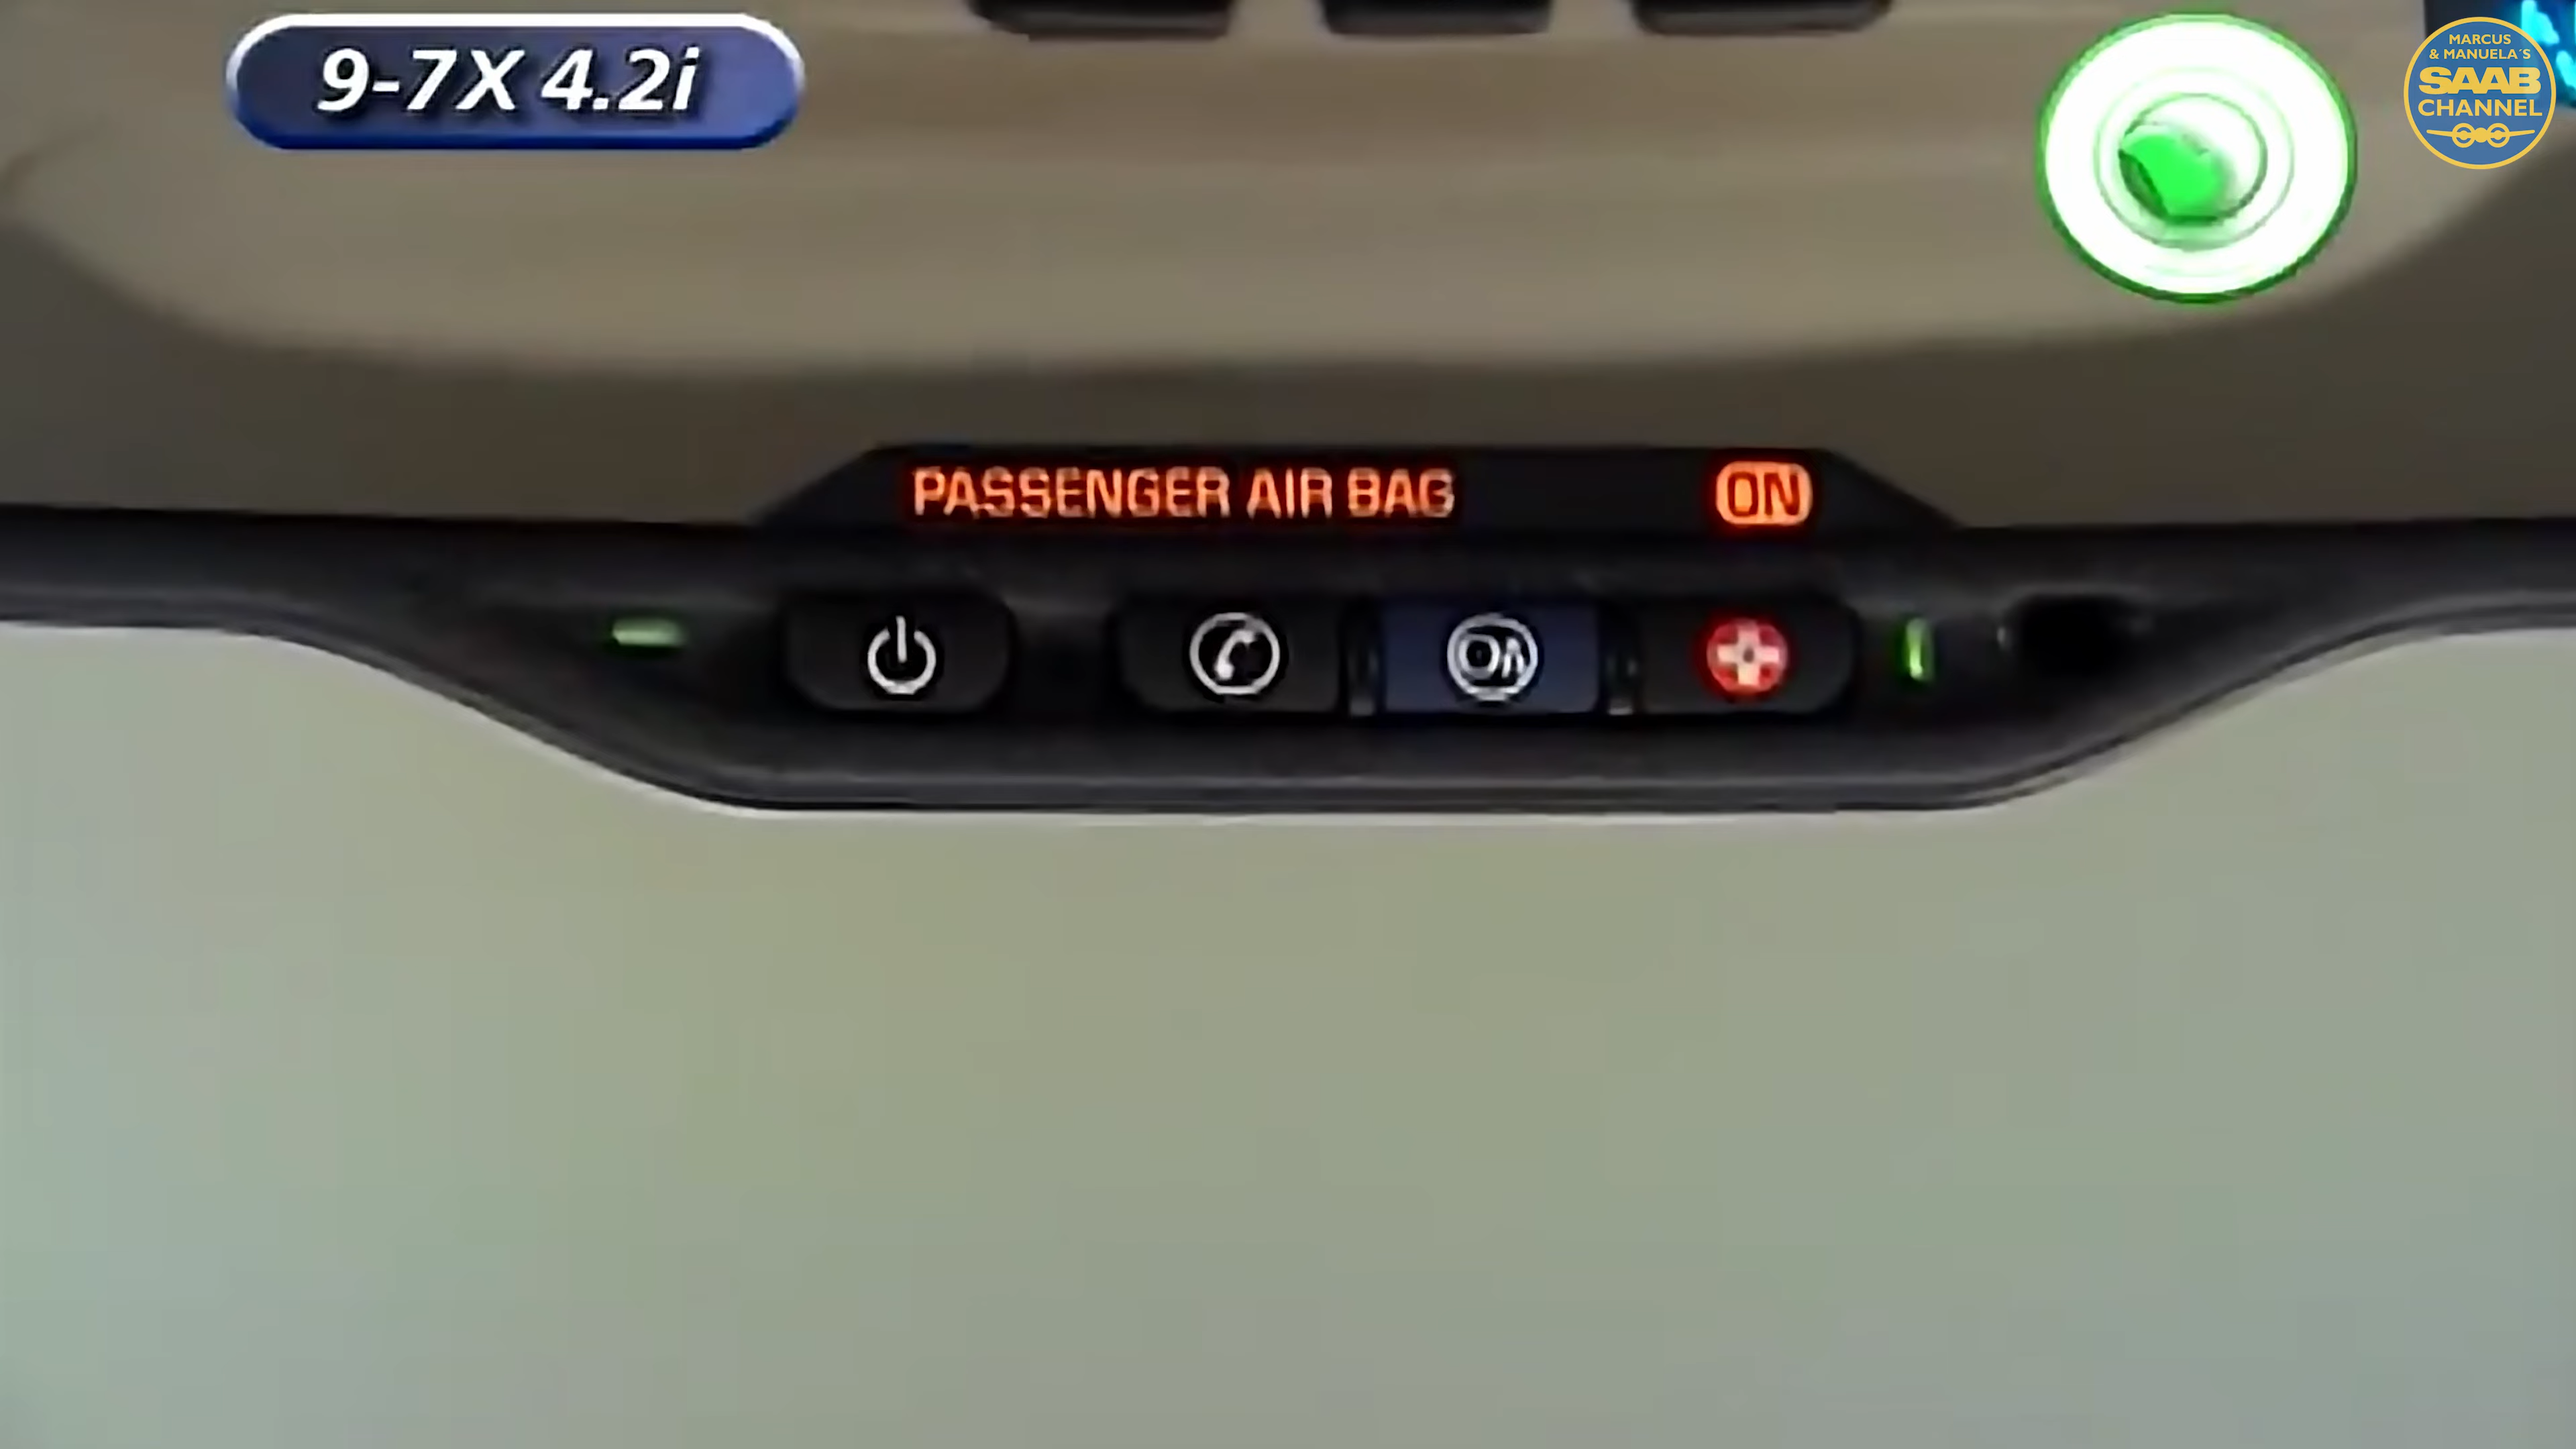 9-7X 4.2i
MARCUS
& MANUELA'S
SAAB
CHANNEL
PASSENGER AIR BAG ON